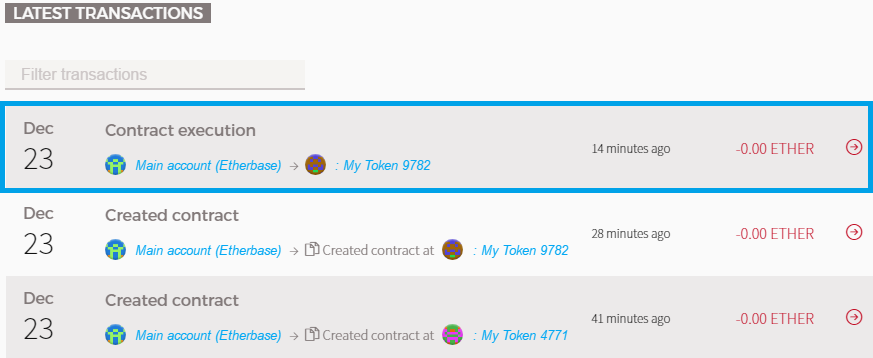 LATEST TRANSACTIONS
Filter transactions
Dec
23
Contract execution
Main account (Etherbase) → : My Token 9782
14 minutes ago
-0.00 ETHER
Dec
23
Created contract
Main account (Etherbase) → Created contract at : My Token 9782
28 minutes ago
-0.00 ETHER
Dec
23
Created contract
Main account (Etherbase) → Created contract at : My Token 4771
41 minutes ago
-0.00 ETHER